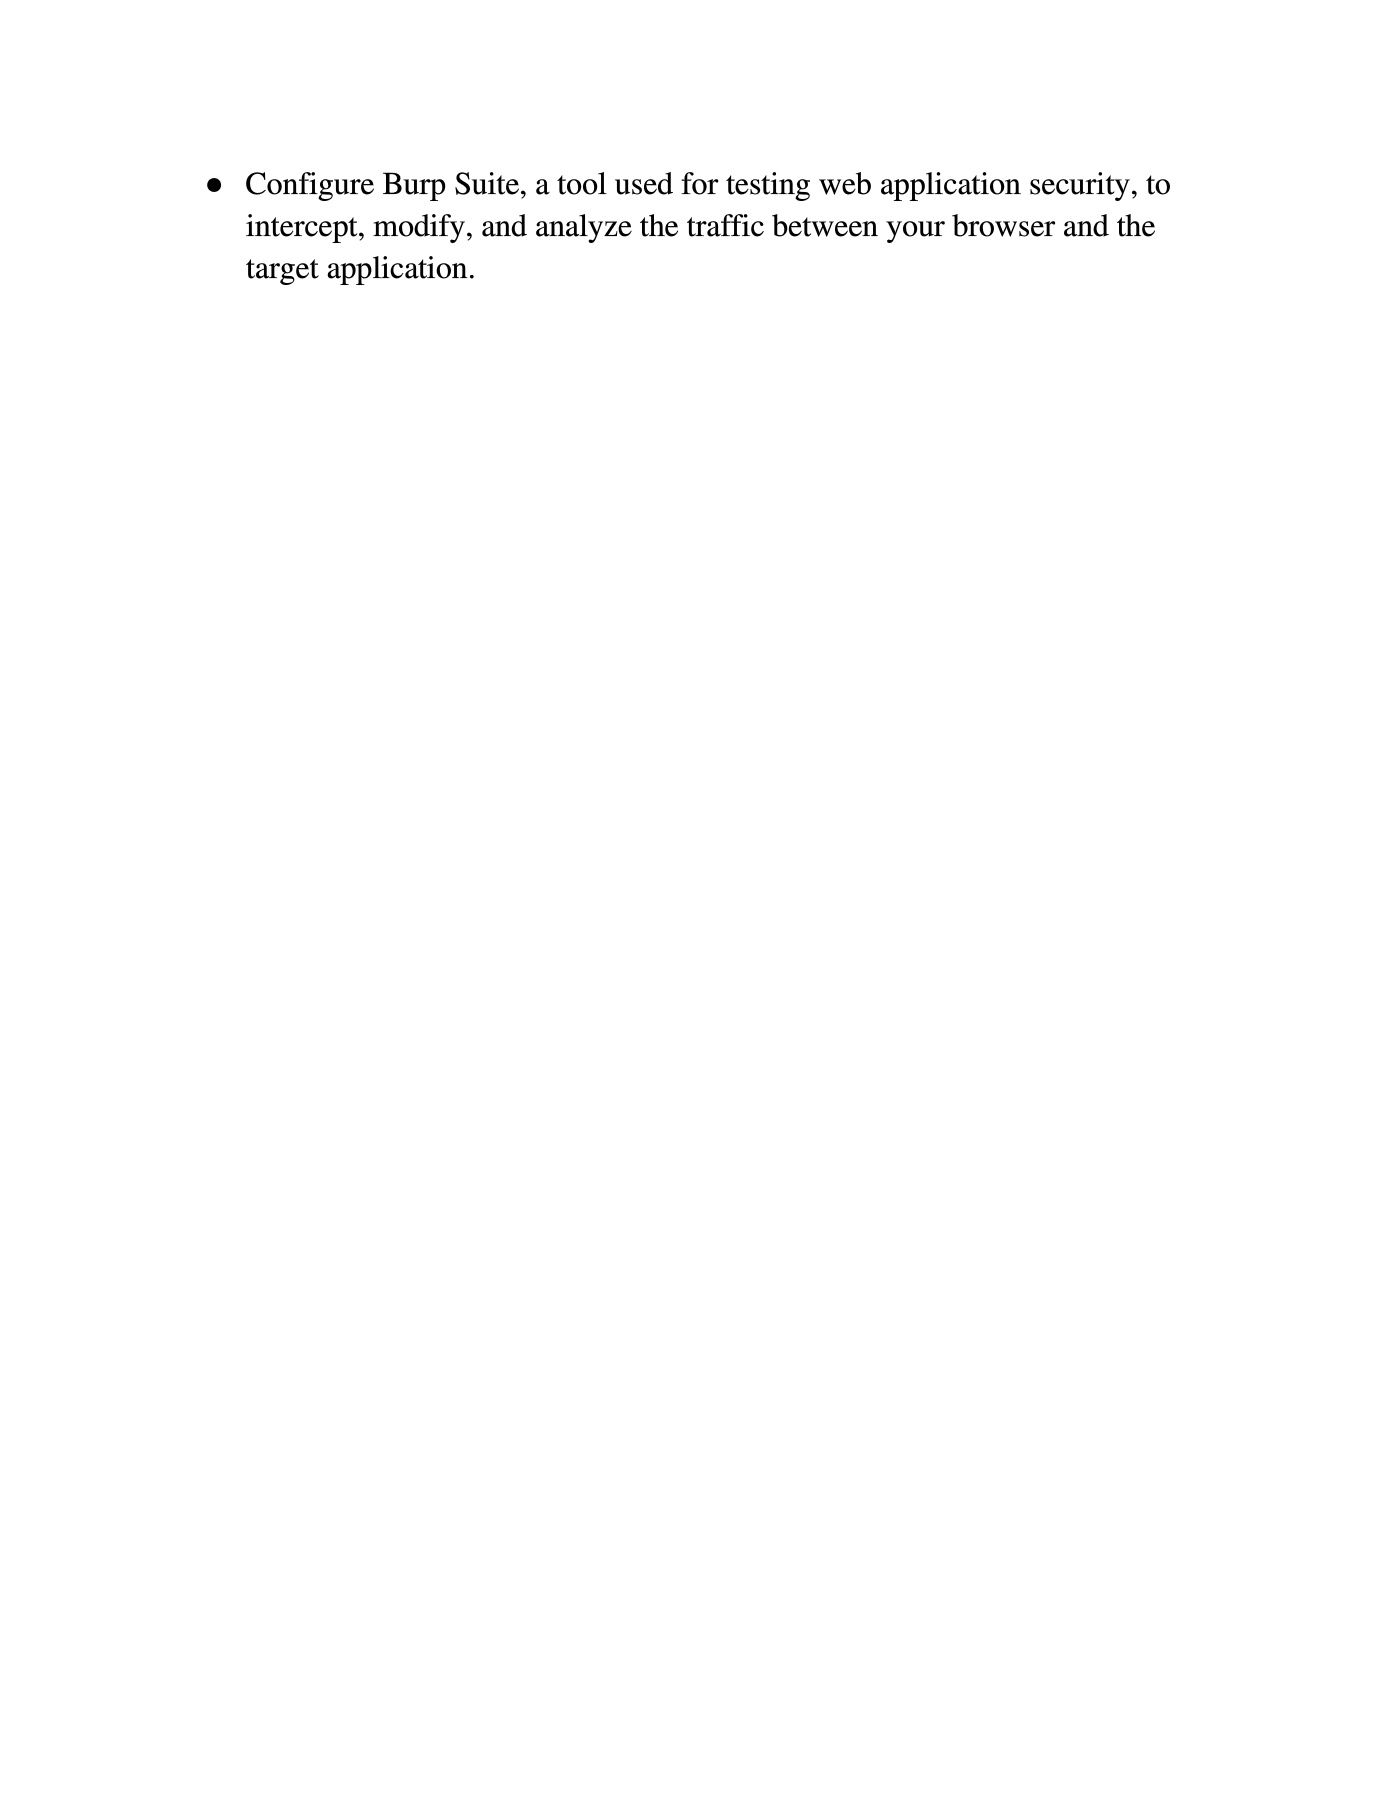 ● Configure Burp Suite, a tool used for testing web application security, to
intercept, modify, and analyze the traffic between your browser and the
target application.